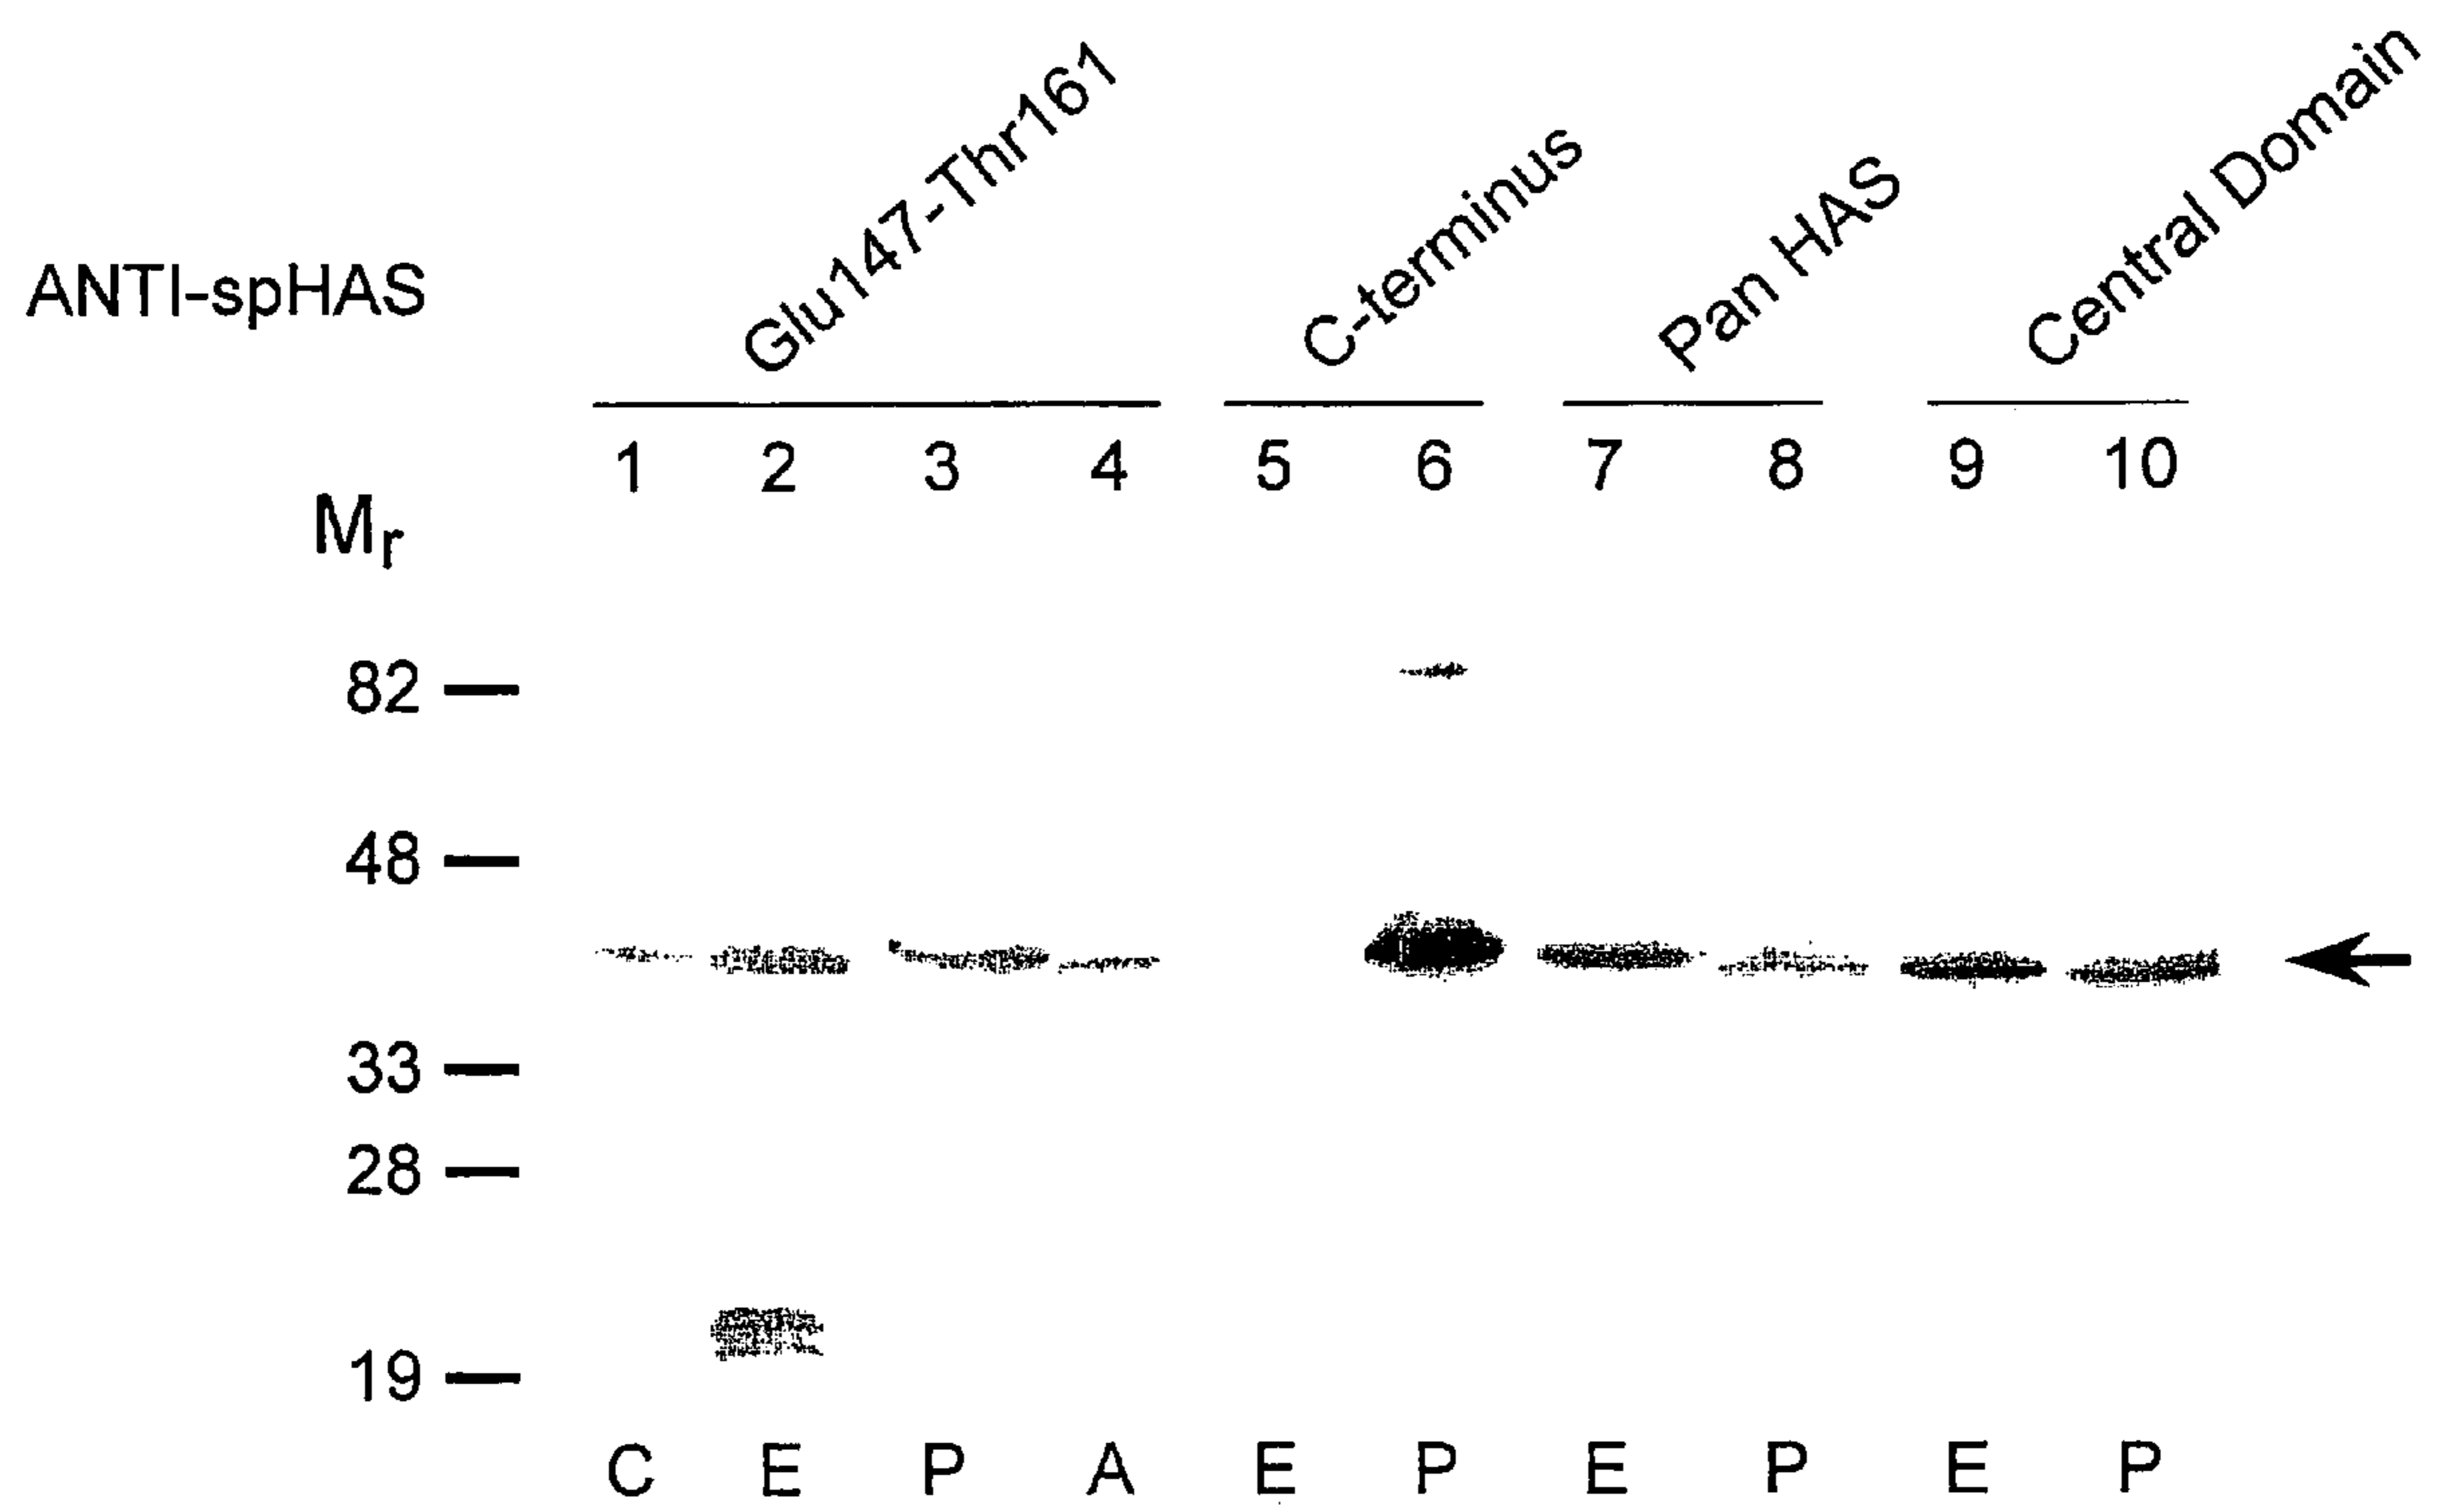 Glu147-Thr161 C-terminus Pan HAS Central Domain
ANTI-spHAS
1 2 3 4 5 6 7 8 9 10
Mr
82
48
33
28
19
C E P A E P E P E P